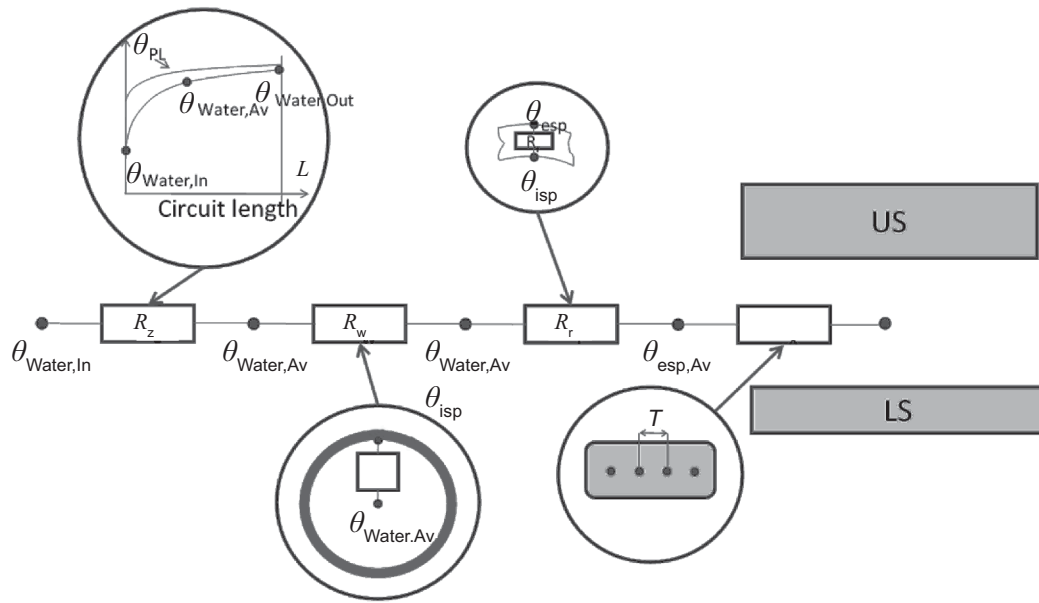 θPL
θWater,Av
θWater.Out
θWater,In
L
Circuit length
θesp
R
θisp
US
Rz
Rw
Rr
θWater,In
θWater,Av
θWater,Av
θesp,Av
θisp
T
LS
θWater.Av